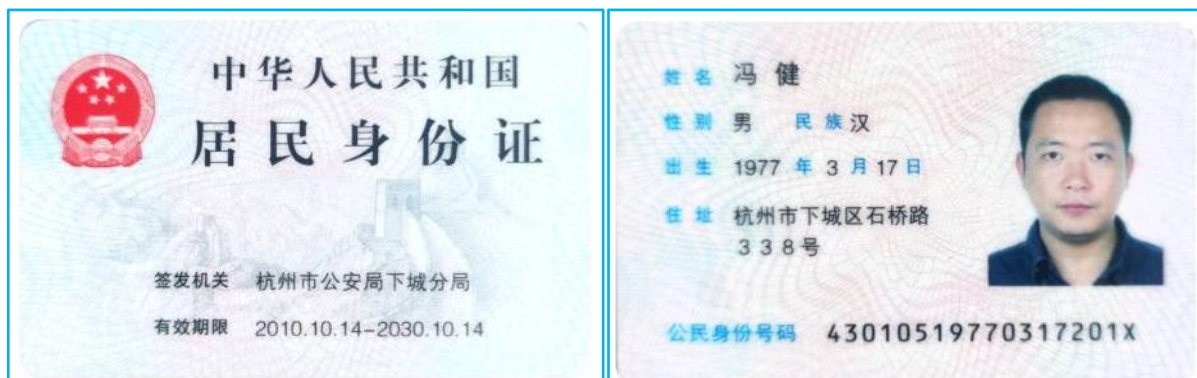 中华人民共和国
居民身份证
签发机关 杭州市公安局下城分局
有效期限 2010.10.14-2030.10.14
姓名 冯健
性别 男 民族 汉
出生 1977 年 3 月 17 日
住址 杭州市下城区石桥路
338号
公民身份号码 43010519770317201X